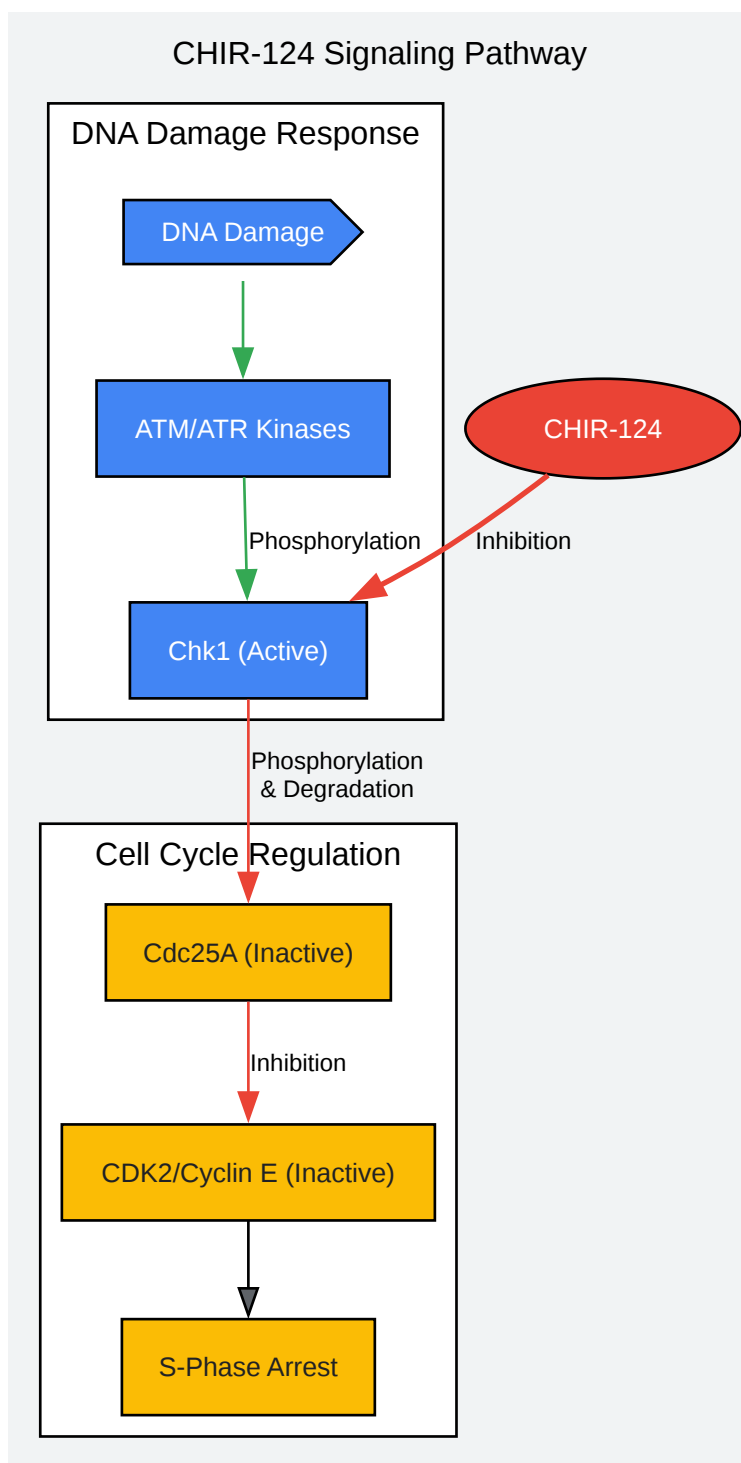 CHIR-124 Signaling Pathway
DNA Damage Response
DNA Damage
ATM/ATR Kinases
CHIR-124
Phosphorylation
Inhibition
Chk1 (Active)
Phosphorylation
& Degradation
Cell Cycle Regulation
Cdc25A (Inactive)
Inhibition
CDK2/Cyclin E (Inactive)
S-Phase Arrest